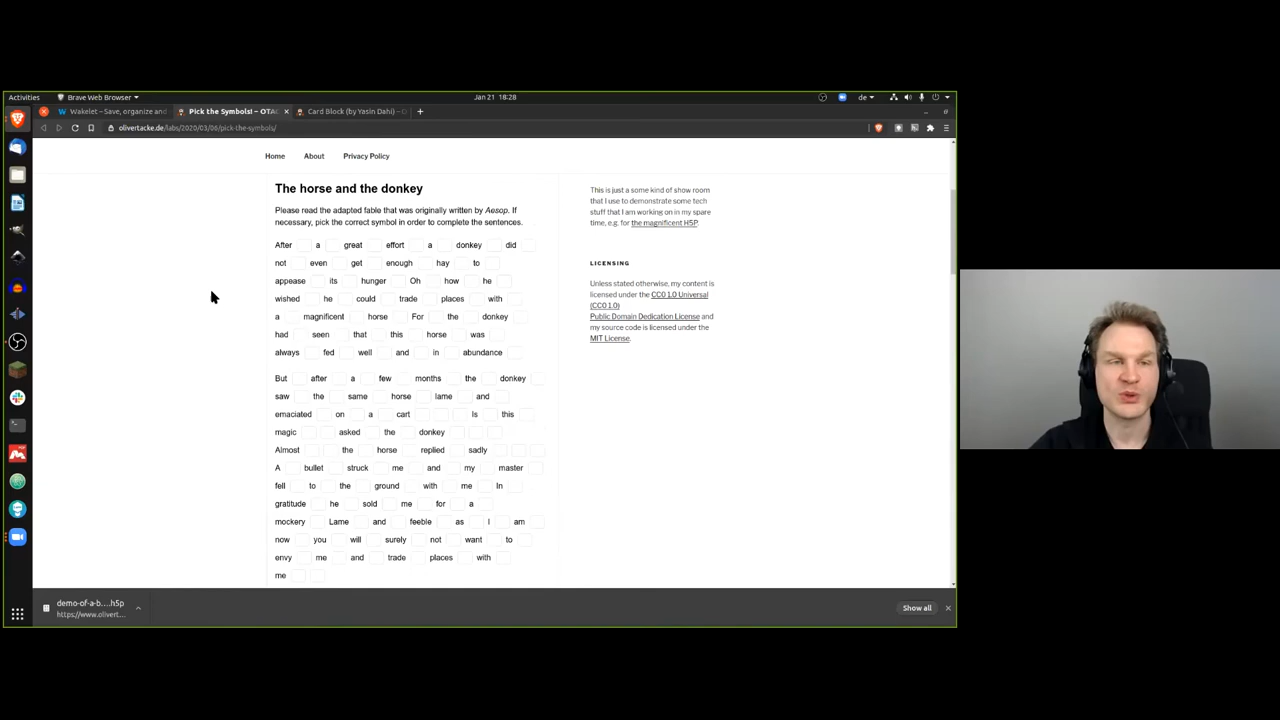 Activities Brave Web Browser Jan 21 18:28 de
Wakelet – Save, organize and Pick the Symbols! – OTA Card Block (by Yasin Dahi) – O
olivertacke.de/labs/2020/03/06/pick-the-symbols/
Home About Privacy Policy
The horse and the donkey
Please read the adapted fable that was originally written by Aesop. If
necessary, pick the correct symbol in order to complete the sentences.
After a great effort a donkey did
not even get enough hay to
appease its hunger Oh how he
wished he could trade places with
a magnificent horse For the donkey
had seen that this horse was
always fed well and in abundance
But after a few months the donkey
saw the same horse lame and
emaciated on a cart Is this
magic asked the donkey
Almost the horse replied sadly
A bullet struck me and my master
fell to the ground with me In
gratitude he sold me for a
mockery Lame and feeble as I am
now you will surely not want to
envy me and trade places with
me
This is just a some kind of show room
that I use to demonstrate some tech
stuff that I am working on in my spare
time, e.g. for the magnificent H5P.
LICENSING
Unless stated otherwise, my content is
licensed under the CC0 1.0 Universal
(CC0 1.0)
Public Domain Dedication License and
my source code is licensed under the
MIT License.
demo-of-a-b....h5p
https://www.olivert...
Show all